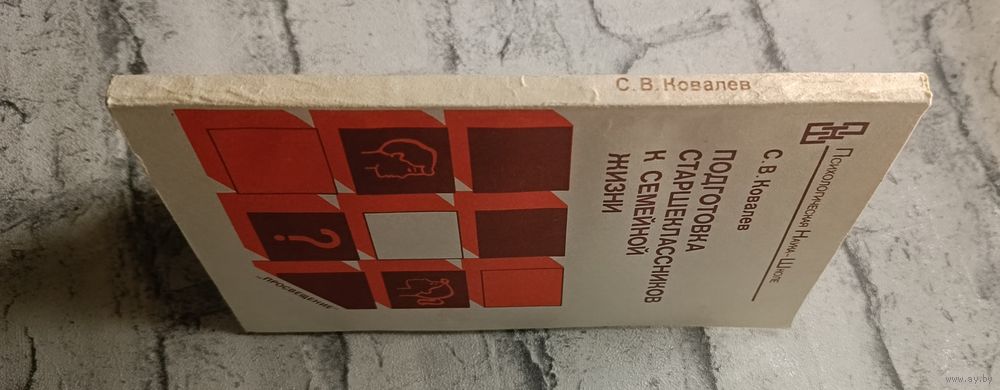 С. В. Ковалев
Психологическая Наука-Школе
С. В. Ковалев
ПОДГОТОВКА
СТАРШЕКЛАССНИКОВ
К СЕМЕЙНОЙ
ЖИЗНИ
?
„ПРОСВЕЩЕНИЕ"
www.ay.by